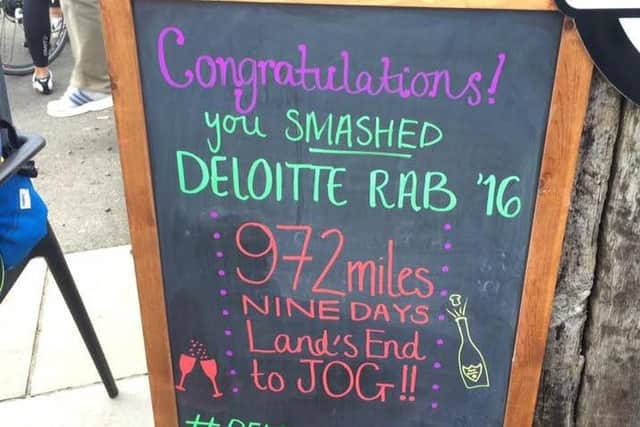 Congratulations!
you SMASHED
DELOITTE RAB '16
972 miles
NINE DAYS
Land's End
to JOG!!